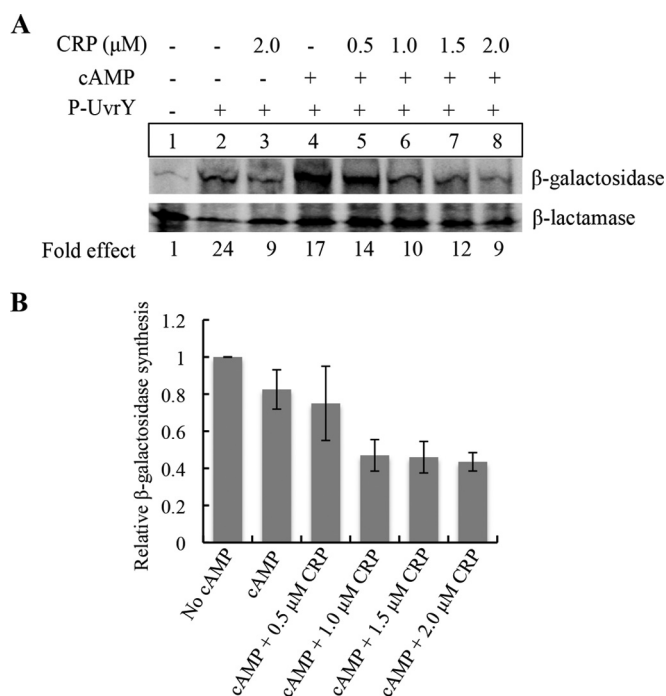 A
CRP (µM) - - 2.0 - 0.5 1.0 1.5 2.0
cAMP - - - + + + + +
P-UvrY - + + + + + + +
1 2 3 4 5 6 7 8
β-galactosidase
β-lactamase
Fold effect 1 24 9 17 14 10 12 9
B
Relative β-galactosidase synthesis
1.2
1
0.8
0.6
0.4
0.2
0
No cAMP
cAMP
cAMP + 0.5 µM CRP
cAMP + 1.0 µM CRP
cAMP + 1.5 µM CRP
cAMP + 2.0 µM CRP